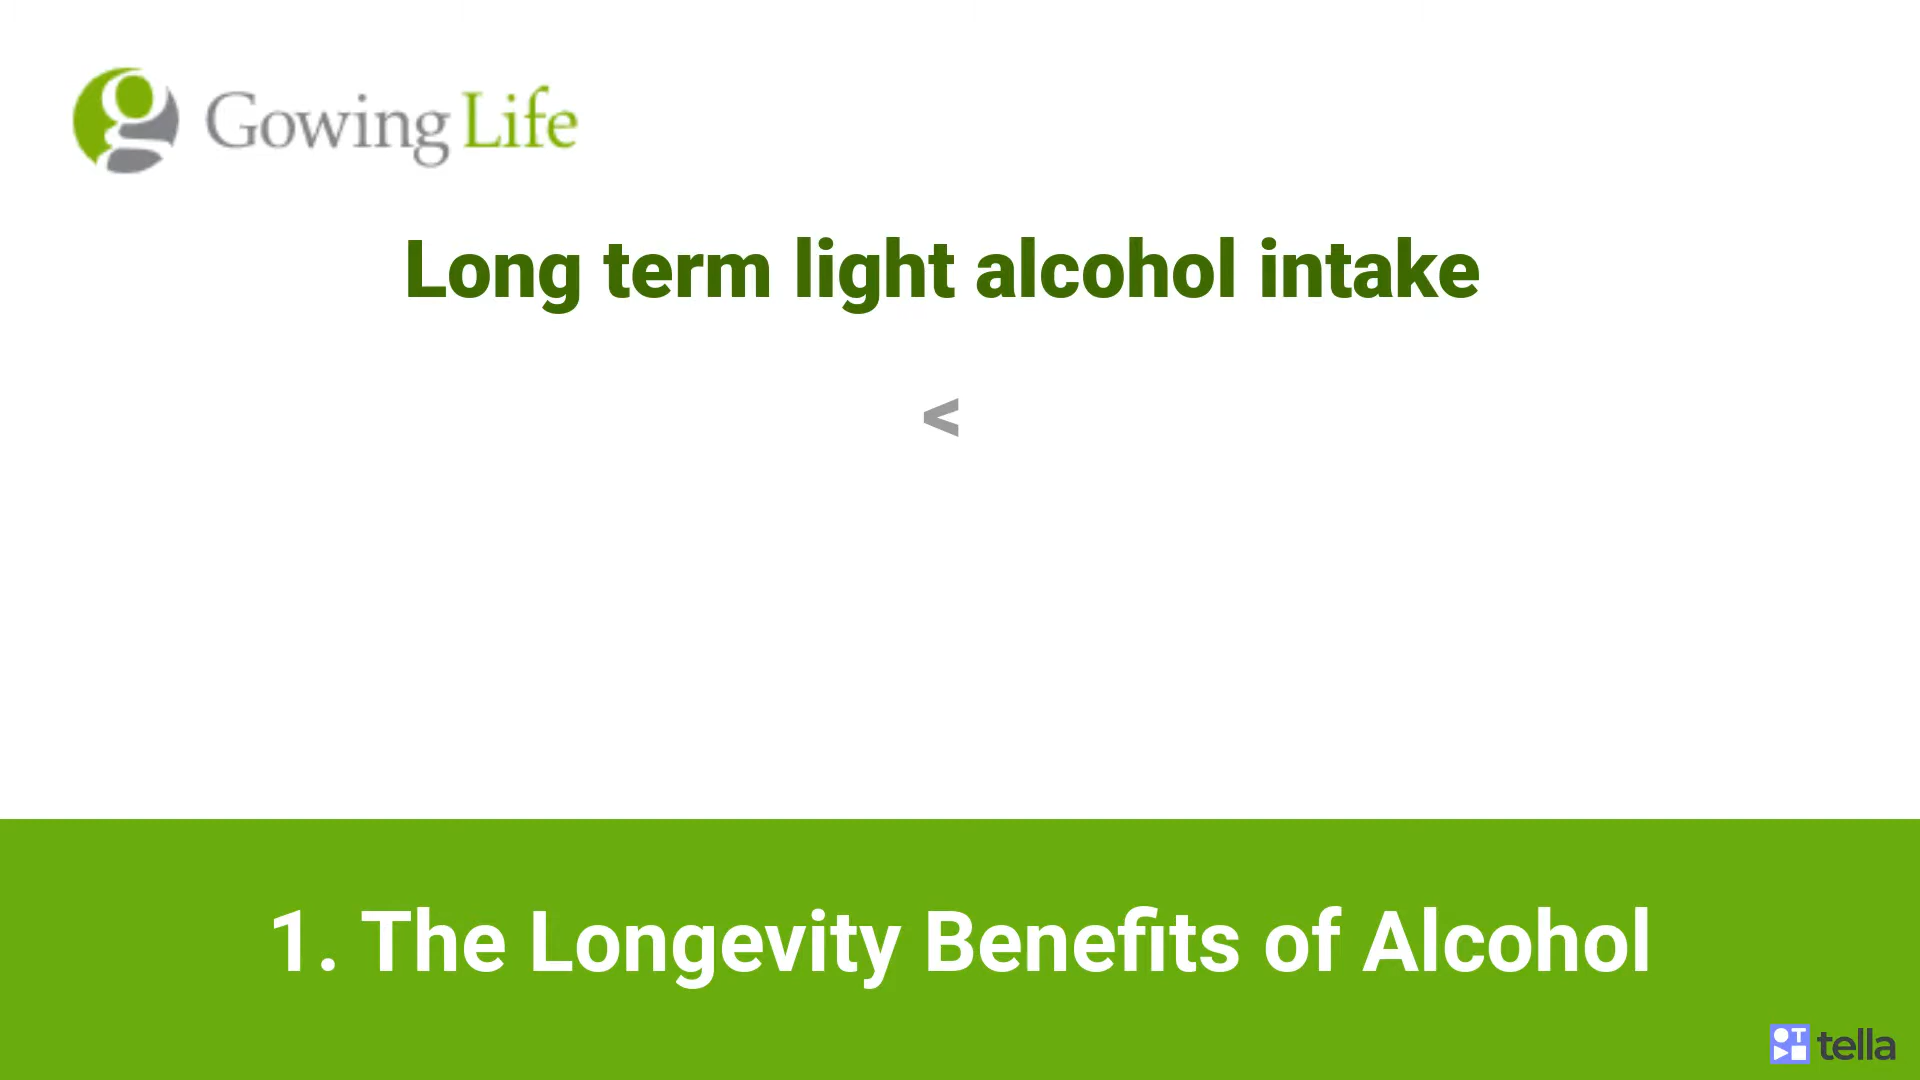 Gowing Life
Long term light alcohol intake
<
1. The Longevity Benefits of Alcohol
tella